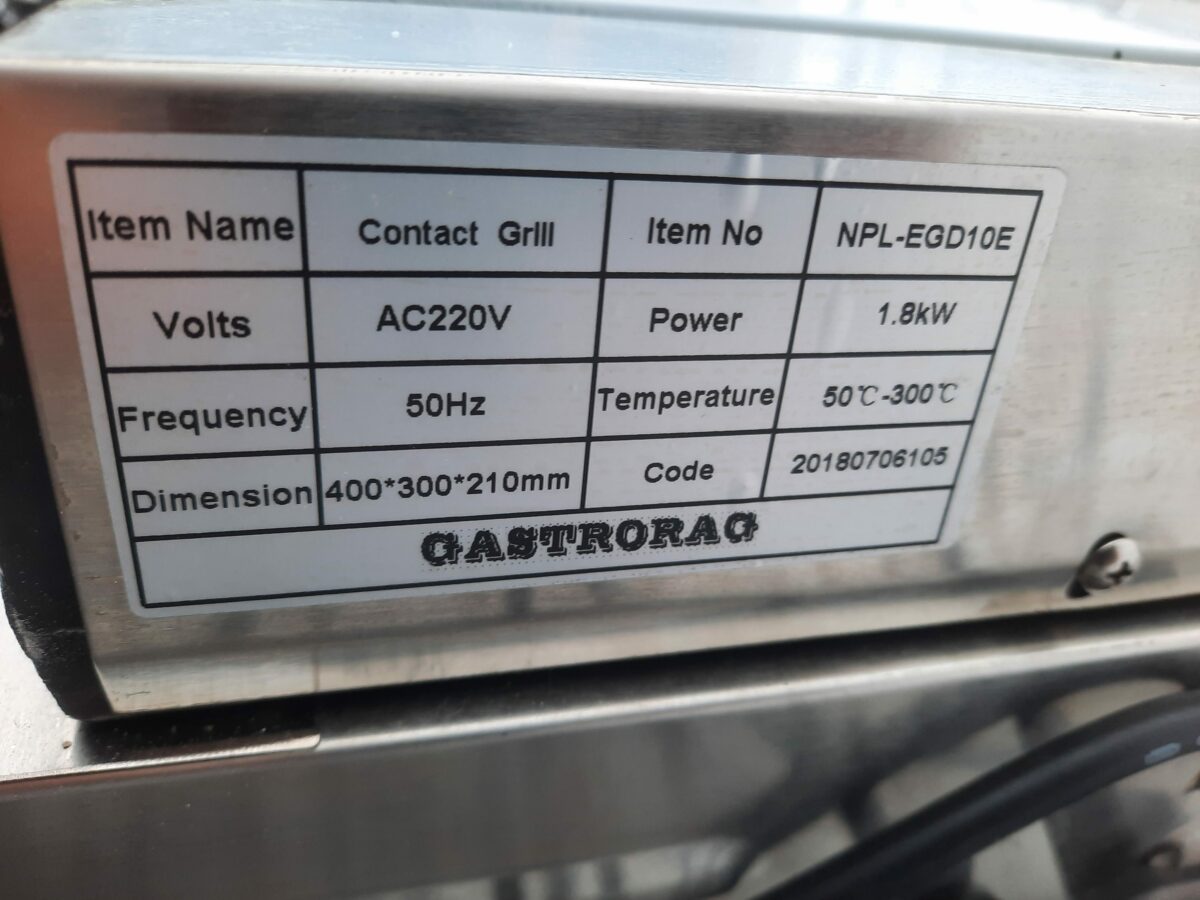 Item Name Contact GrIll Item No NPL-EGD10E
Volts AC220V Power 1.8kW
Frequency 50Hz Temperature 50℃-300℃
Dimension 400*300*210mm Code 20180706105
GASTRORAG